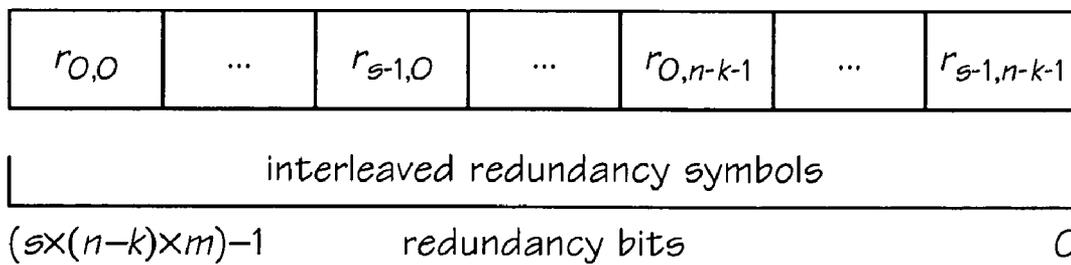 r0,0 ... rs-1,0 ... r0,n-k-1 ... rs-1,n-k-1
interleaved redundancy symbols
(s×(n–k)×m)–1 redundancy bits 0